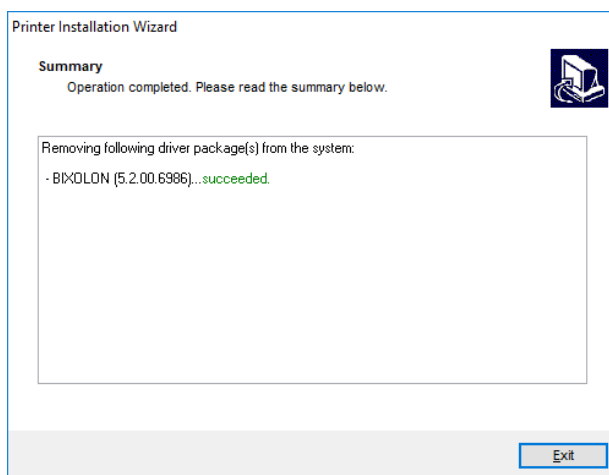 Printer Installation Wizard
Summary
Operation completed. Please read the summary below.
Removing following driver package(s) from the system:
- BIXOLON (5.2.00.6986)...succeeded.
Exit